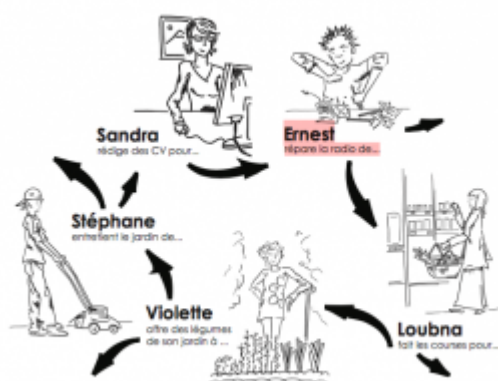 Sandra
rédige des CV pour...
Ernest
répare la radio de...
Stéphane
entretient le jardin de...
Violette
offre des légumes
de son jardin à ...
Loubna
fait les courses pour...